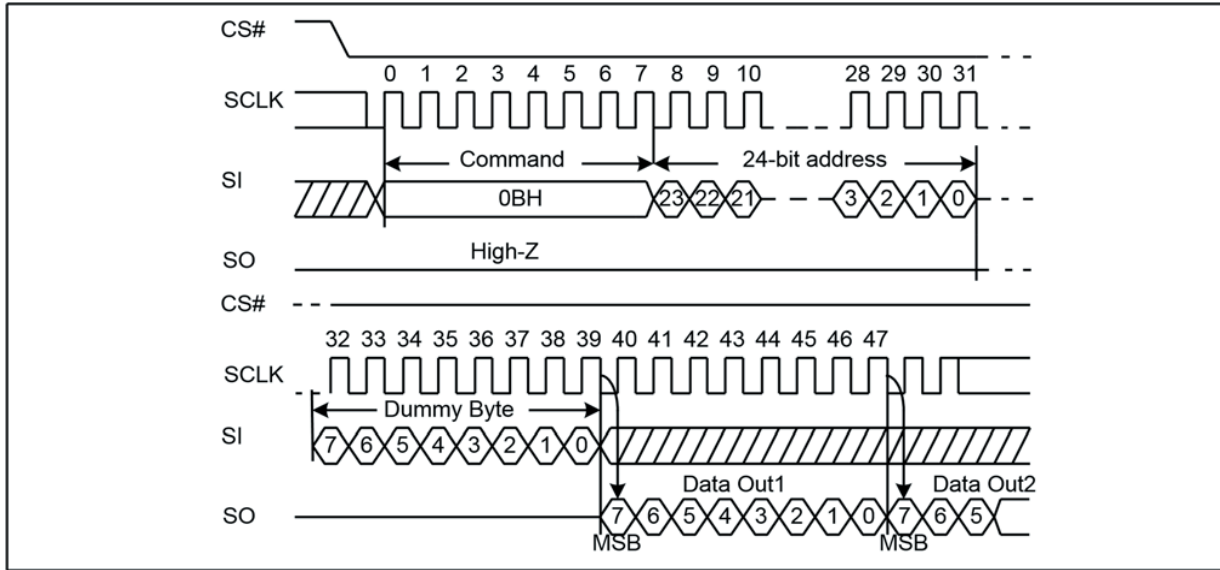 CS#
0 1 2 3 4 5 6 7 8 9 10 28 29 30 31
SCLK
Command 24-bit address
SI 0BH 23 22 21 3 2 1 0
High-Z
SO
CS#
32 33 34 35 36 37 38 39 40 41 42 43 44 45 46 47
SCLK
Dummy Byte
SI 7 6 5 4 3 2 1 0
Data Out1 Data Out2
SO 7 6 5 4 3 2 1 0 7 6 5
MSB MSB